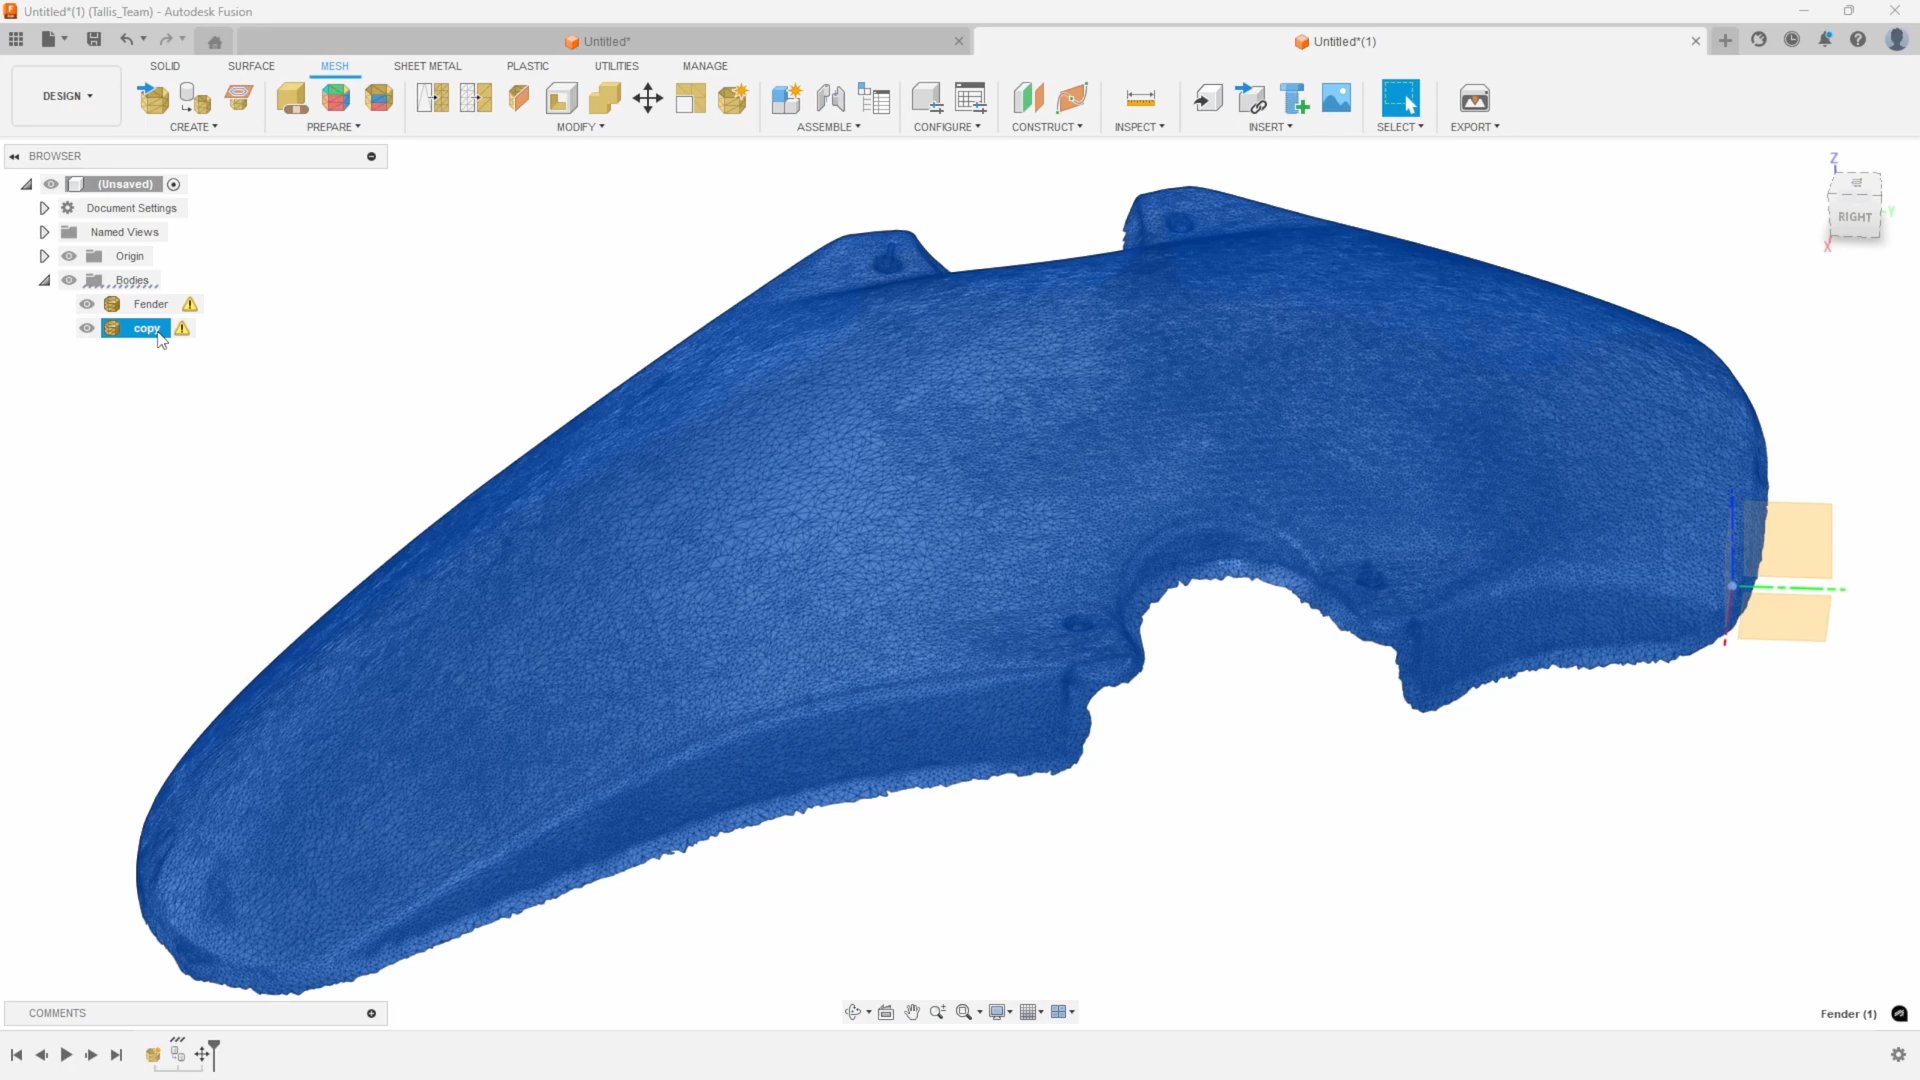 Untitled*(1) (Tallis_Team) - Autodesk Fusion
Untitled*
Untitled*(1)
SOLID SURFACE MESH SHEET METAL PLASTIC UTILITIES MANAGE
DESIGN
CREATE PREPARE MODIFY ASSEMBLE CONFIGURE CONSTRUCT INSPECT INSERT SELECT EXPORT
BROWSER
(Unsaved)
Document Settings
Named Views
Origin
Bodies
Fender
copy
Z
RIGHT
Y
X
COMMENTS
Fender (1)